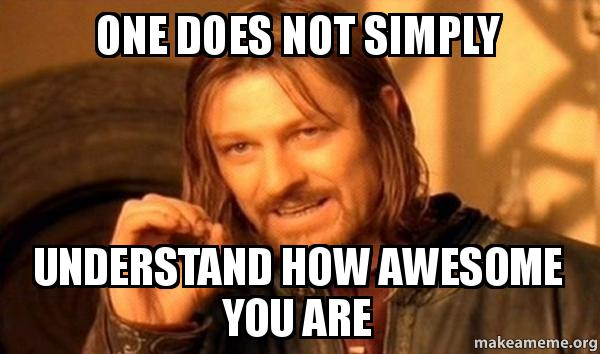 ONE DOES NOT SIMPLY
UNDERSTAND HOW AWESOME
YOU ARE
makeameme.org